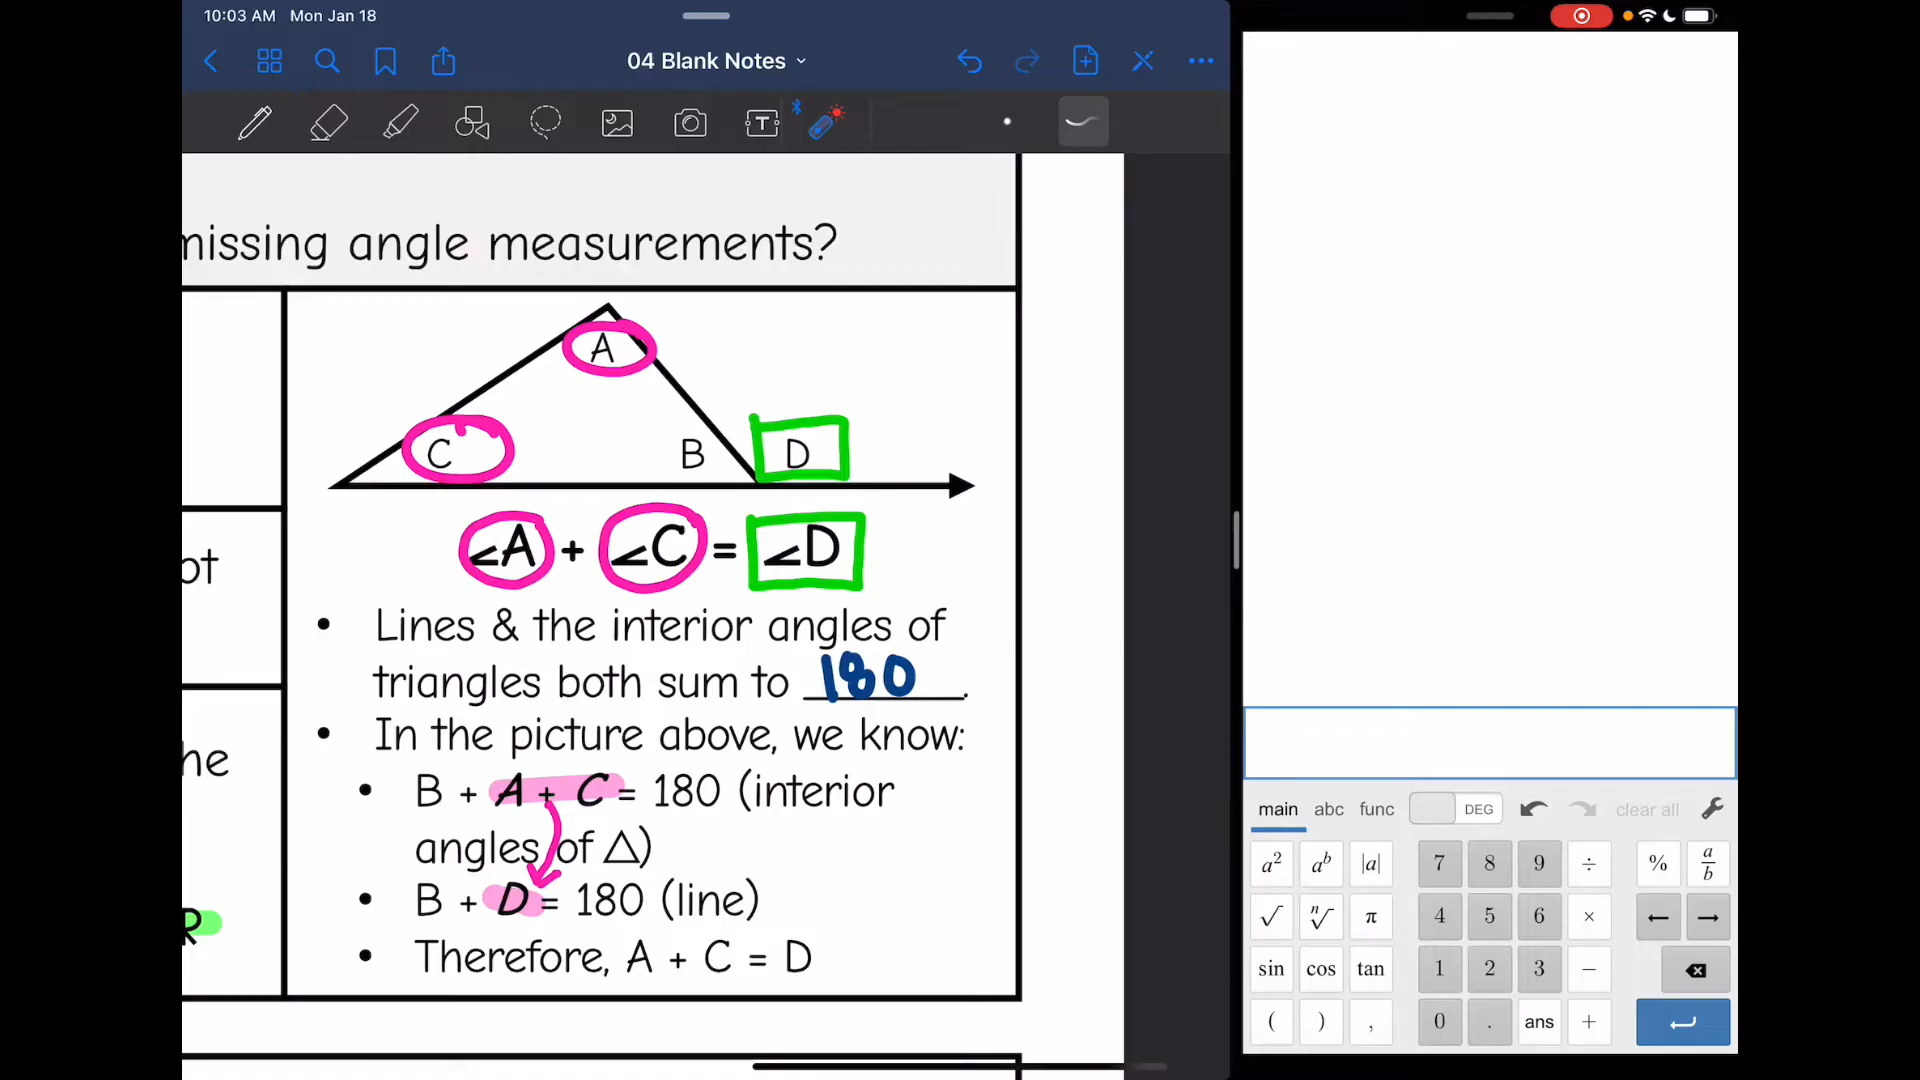 10:03 AM Mon Jan 18
04 Blank Notes
T
missing angle measurements?
A
C B D
∠A + ∠C = ∠D
• Lines & the interior angles of
triangles both sum to 180.
• In the picture above, we know:
• B + A + C = 180 (interior
angles of △)
• B + D = 180 (line)
• Therefore, A + C = D
ot
he
R
main abc func DEG clear all
a² aᵇ |a| 7 8 9 ÷ % a/b
√ ⁿ√ π 4 5 6 × ← →
sin cos tan 1 2 3 −
( ) , 0 . ans +